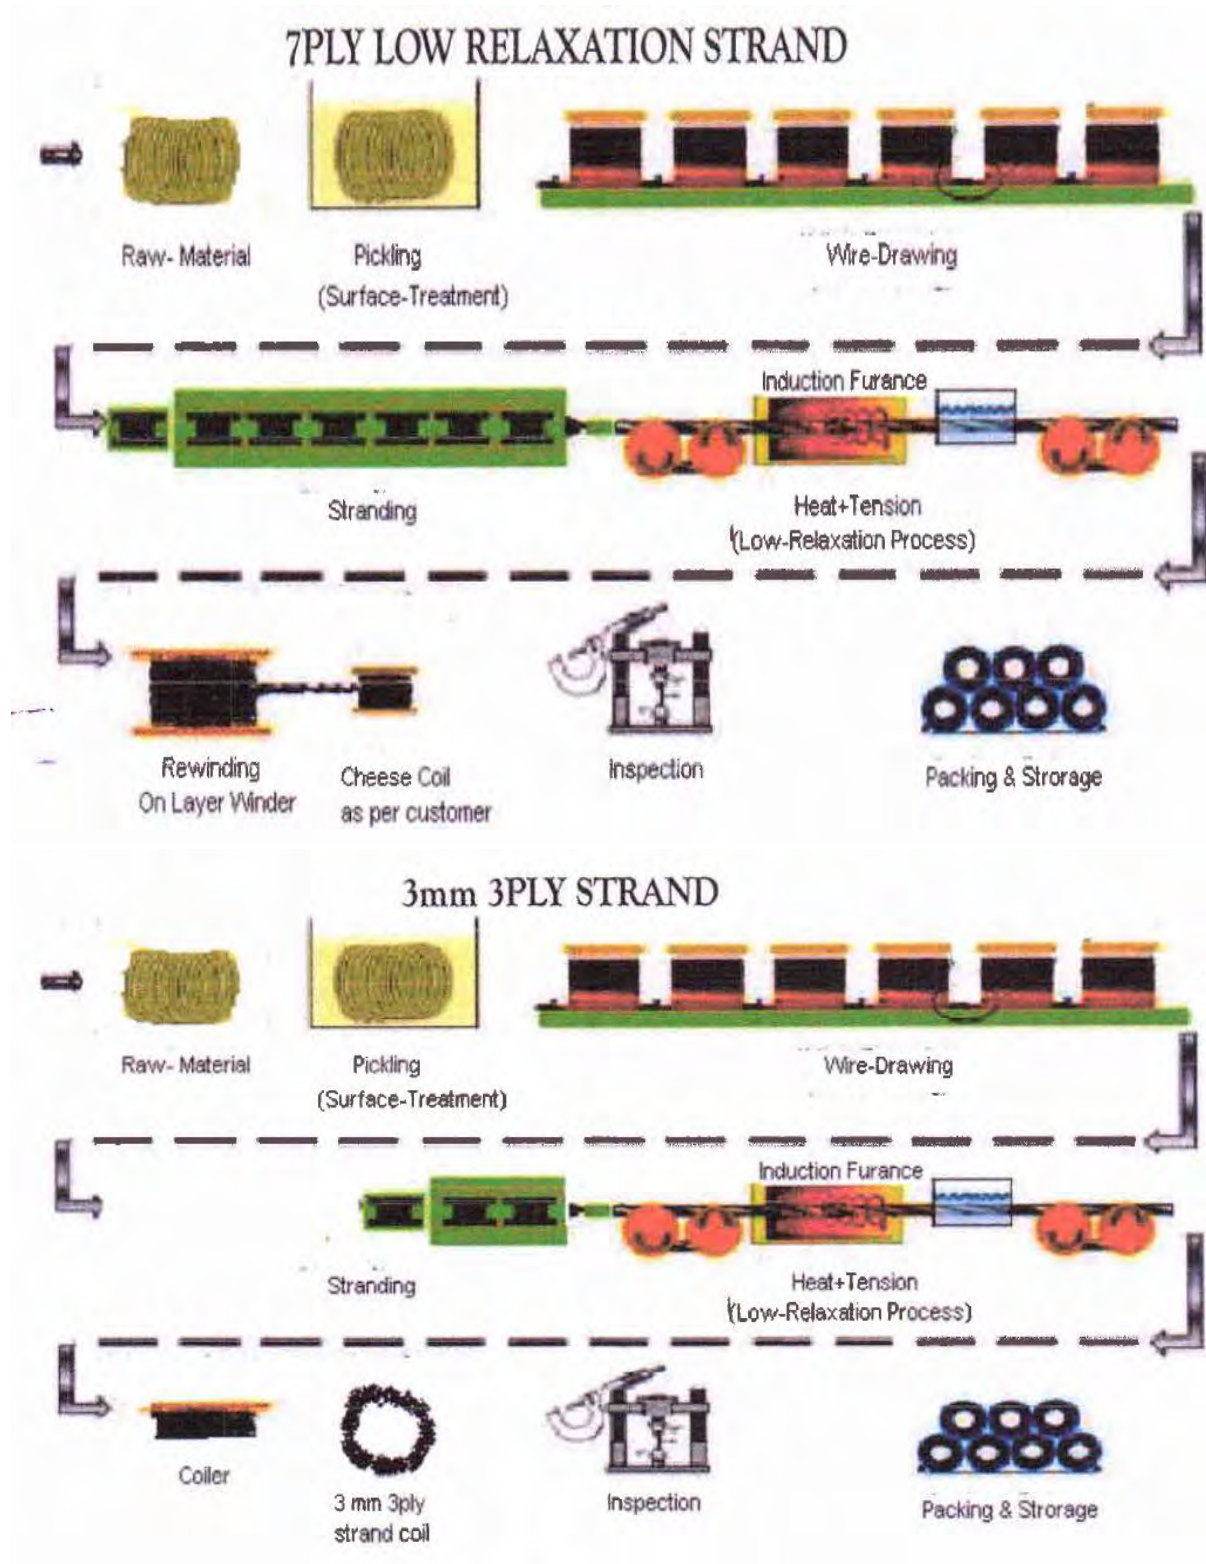 7PLY LOW RELAXATION STRAND
Raw- Material
Pickling
(Surface-Treatment)
Wire-Drawing
Induction Furance
Stranding
Heat+Tension
(Low-Relaxation Process)
Rewinding
On Layer Winder
Cheese Coil
as per customer
Inspection
Packing & Strorage
3mm 3PLY STRAND
Raw- Material
Pickling
(Surface-Treatment)
Wire-Drawing
Induction Furance
Stranding
Heat+Tension
(Low-Relaxation Process)
Coiler
3 mm 3ply
strand coil
Inspection
Packing & Strorage